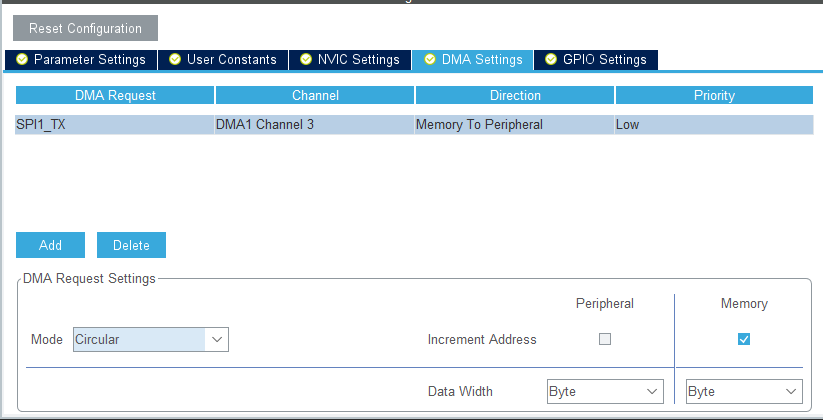 Reset Configuration
Parameter Settings User Constants NVIC Settings DMA Settings GPIO Settings
DMA Request Channel Direction Priority
SPI1_TX DMA1 Channel 3 Memory To Peripheral Low
Add Delete
DMA Request Settings
Peripheral Memory
Mode Circular Increment Address
Data Width Byte Byte